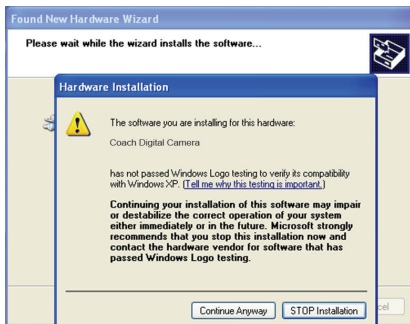 Found New Hardware Wizard
Please wait while the wizard installs the software...
Hardware Installation
The software you are installing for this hardware:
Coach Digital Camera
has not passed Windows Logo testing to verify its compatibility
with Windows XP. (Tell me why this testing is important.)
Continuing your installation of this software may impair
or destabilize the correct operation of your system
either immediately or in the future. Microsoft strongly
recommends that you stop this installation now and
contact the hardware vendor for software that has
passed Windows Logo testing.
Continue Anyway
STOP Installation
cel